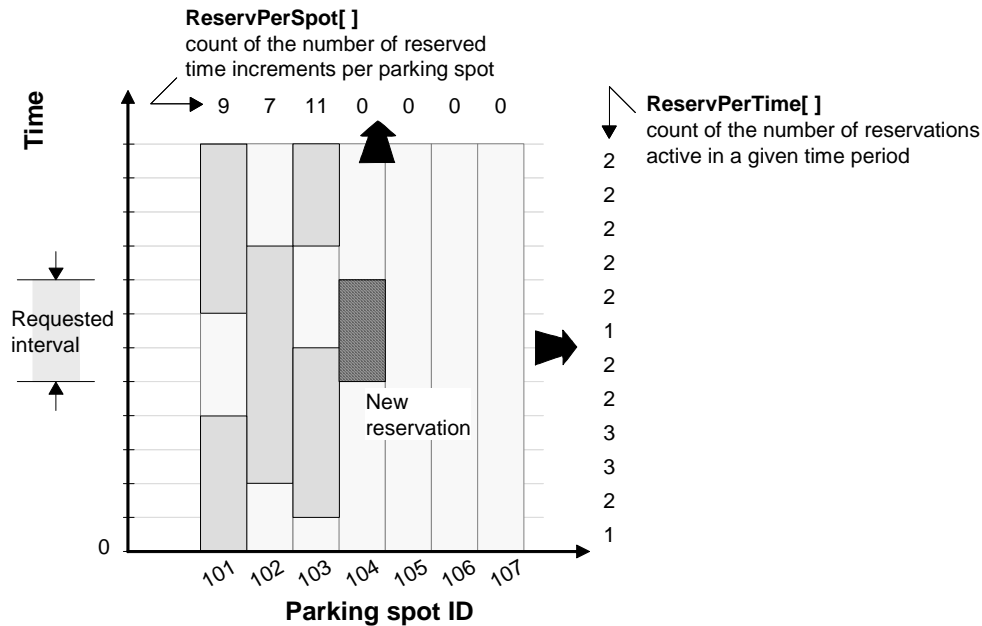 ReservPerSpot[ ]
count of the number of reserved
time increments per parking spot
Time
9 7 11 0 0 0 0
ReservPerTime[ ]
count of the number of reservations
active in a given time period
2
2
2
2
2
1
2
2
3
3
2
1
Requested
interval
New
reservation
0
101 102 103 104 105 106 107
Parking spot ID